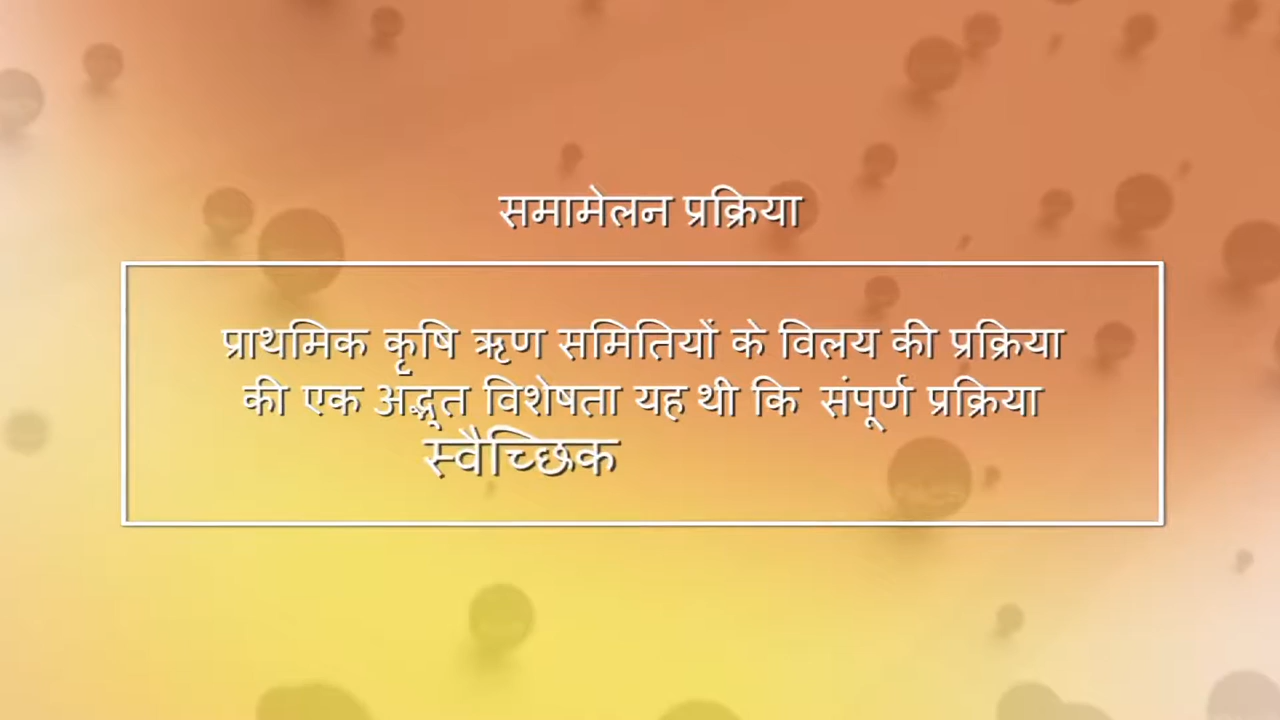 समामेलन प्रक्रिया
प्राथमिक कृषि ऋण समितियों के विलय की प्रक्रिया
की एक अद्भूत विशेषता यह थी कि संपूर्ण प्रक्रिया
स्वैच्छिक